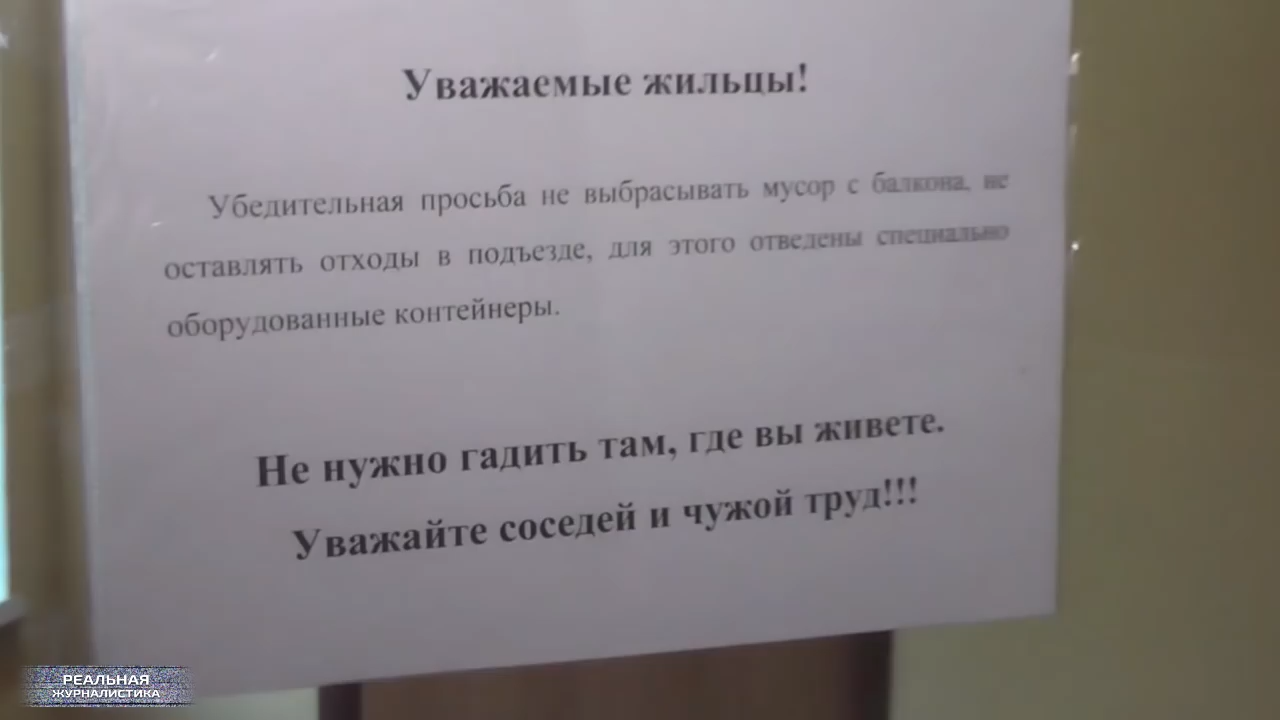 Уважаемые жильцы!
Убедительная просьба не выбрасывать мусор с балкона, не
оставлять отходы в подъезде, для этого отведены специально
оборудованные контейнеры.
Не нужно гадить там, где вы живете.
Уважайте соседей и чужой труд!!!
РЕАЛЬНАЯ
ЖУРНАЛИСТИКА